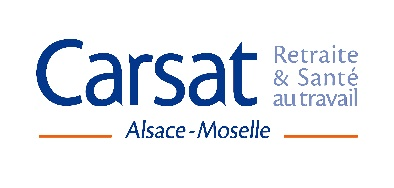 Carsat
Retraite
& Santé
au travail
Alsace-Moselle